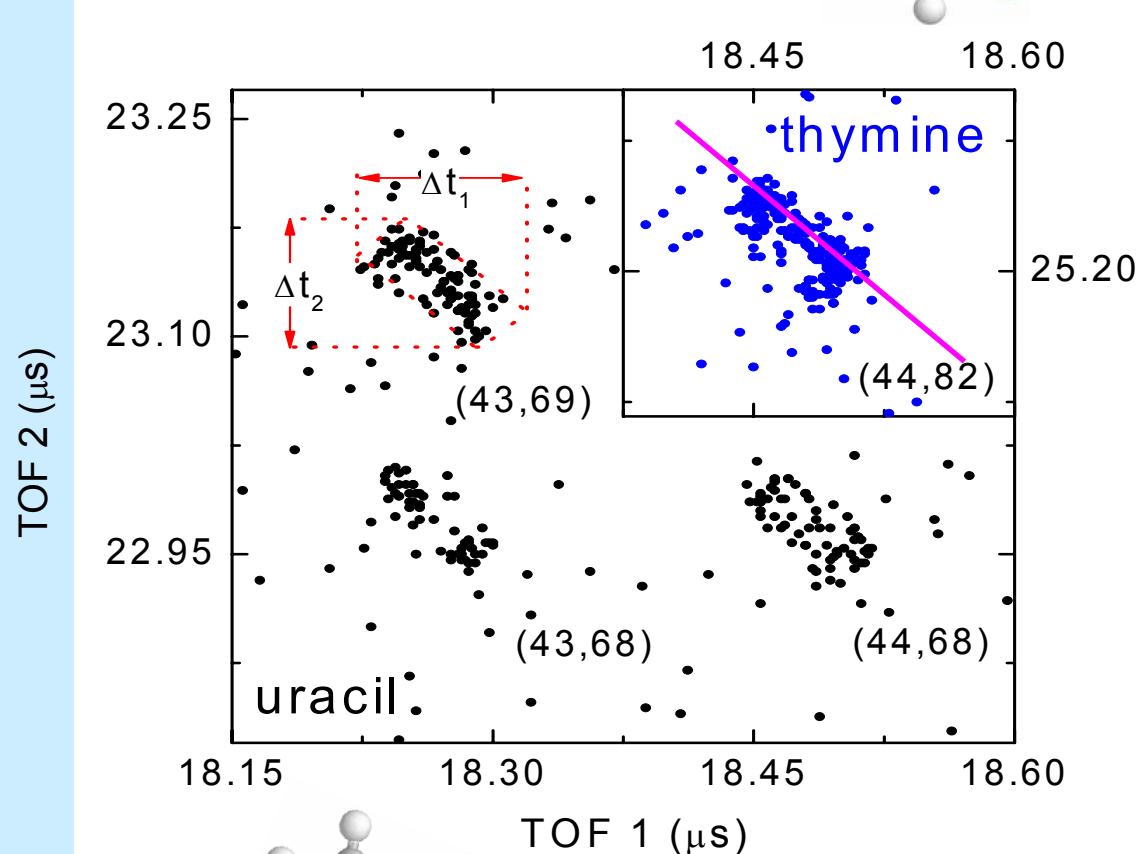 18.45 18.60
23.25
thymine
Δt1
Δt2
25.20
23.10
(44,82)
(43,69)
TOF 2 (μs)
22.95
(43,68)
(44,68)
uracil
18.15 18.30 18.45 18.60
TOF 1 (μs)